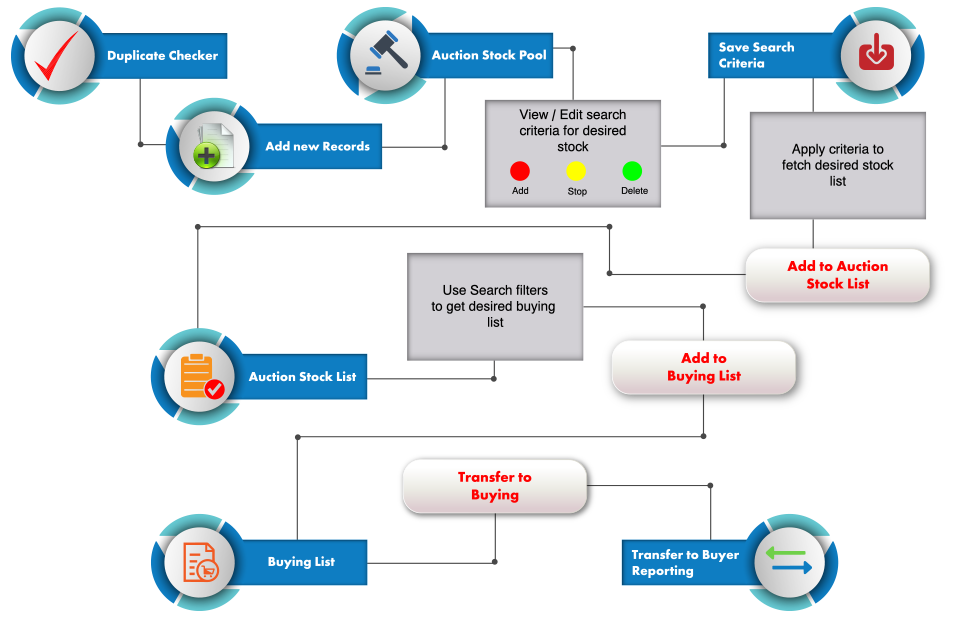 Duplicate Checker
Auction Stock Pool
Save Search
Criteria
Add new Records
View / Edit search
criteria for desired
stock
Add
Stop
Delete
Apply criteria to
fetch desired stock
list
Add to Auction
Stock List
Use Search filters
to get desired buying
list
Auction Stock List
Add to
Buying List
Transfer to
Buying
Buying List
Transfer to Buyer
Reporting